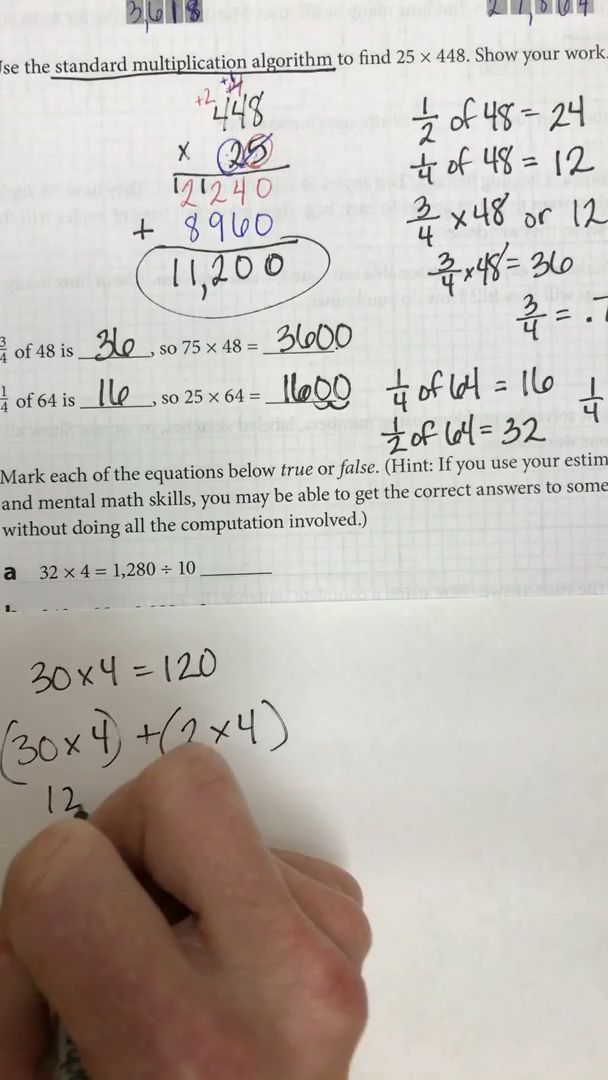 3,618
Use the standard multiplication algorithm to find 25 × 448. Show your work.
+2 +4
448
x 25
2240
+ 8960
11,200
1/2 of 48 = 24
1/4 of 48 = 12
3/4 x 48 or 12
3/4 x 48 = 36
3/4 = .7
3/4 of 48 is 36, so 75 × 48 = 3600
1/4 of 64 is 16, so 25 × 64 = 1600
1/4 of 64 = 16 1/4
1/2 of 64 = 32
Mark each of the equations below true or false. (Hint: If you use your estim
and mental math skills, you may be able to get the correct answers to some
without doing all the computation involved.)
a 32 × 4 = 1,280 ÷ 10
30 x 4 = 120
(30 x 4) + (2 x 4)
12